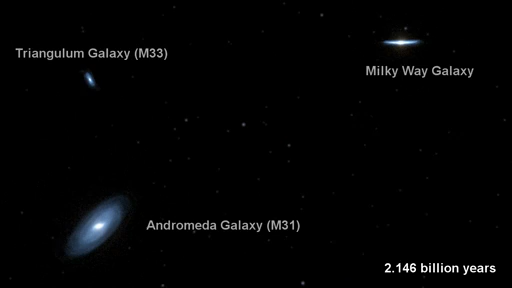 Triangulum Galaxy (M33)
Milky Way Galaxy
Andromeda Galaxy (M31)
2.146 billion years